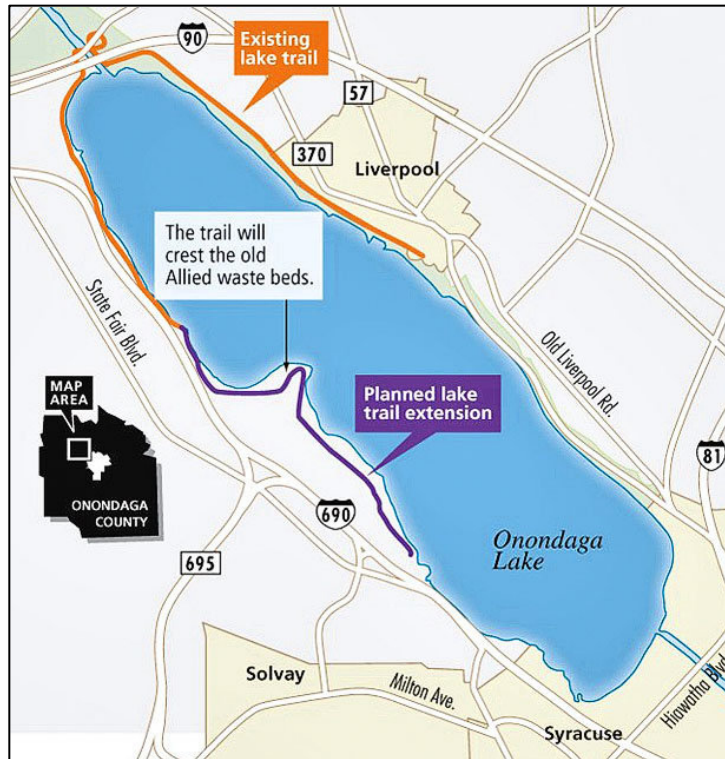 90
Existing
lake trail
57
370
Liverpool
The trail will
crest the old
Allied waste beds.
State Fair Blvd.
Old Liverpool Rd.
MAP
AREA
Planned lake
trail extension
81
ONONDAGA
COUNTY
690
Onondaga
Lake
695
Solvay
Milton Ave.
Hiawatha Blvd.
Syracuse